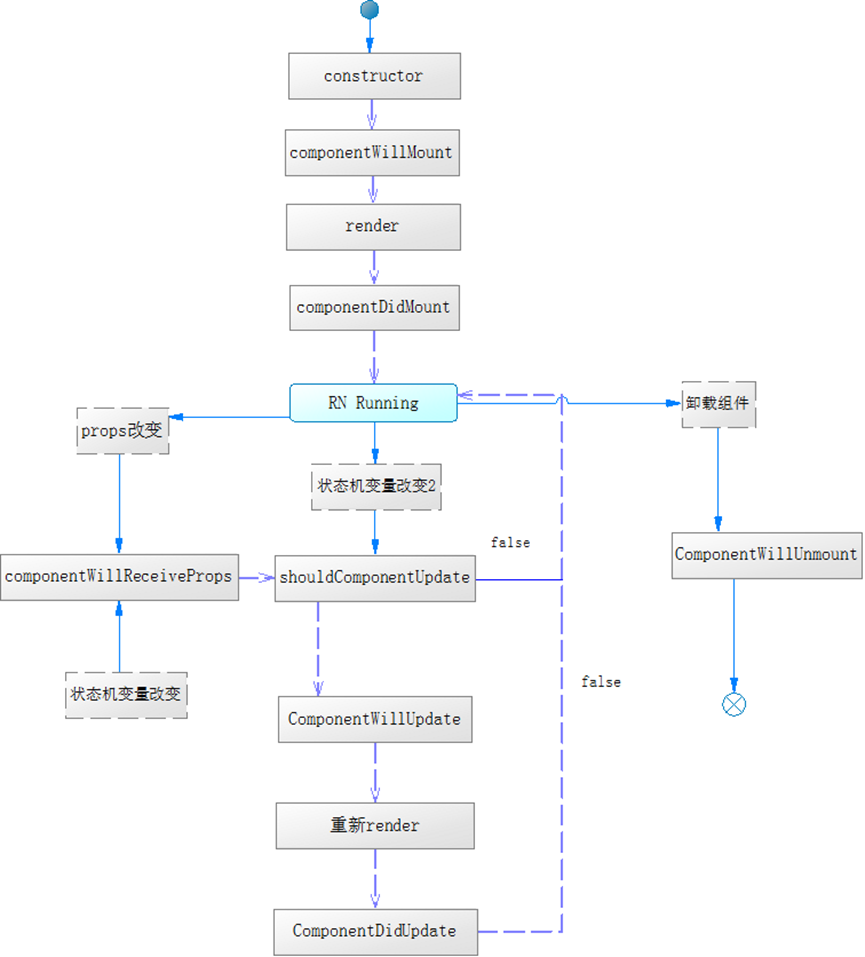 constructor
componentWillMount
render
componentDidMount
RN Running
卸载组件
props改变
状态机变量改变2
false
ComponentWillUnmount
componentWillReceiveProps
shouldComponentUpdate
状态机变量改变
false
ComponentWillUpdate
重新render
ComponentDidUpdate